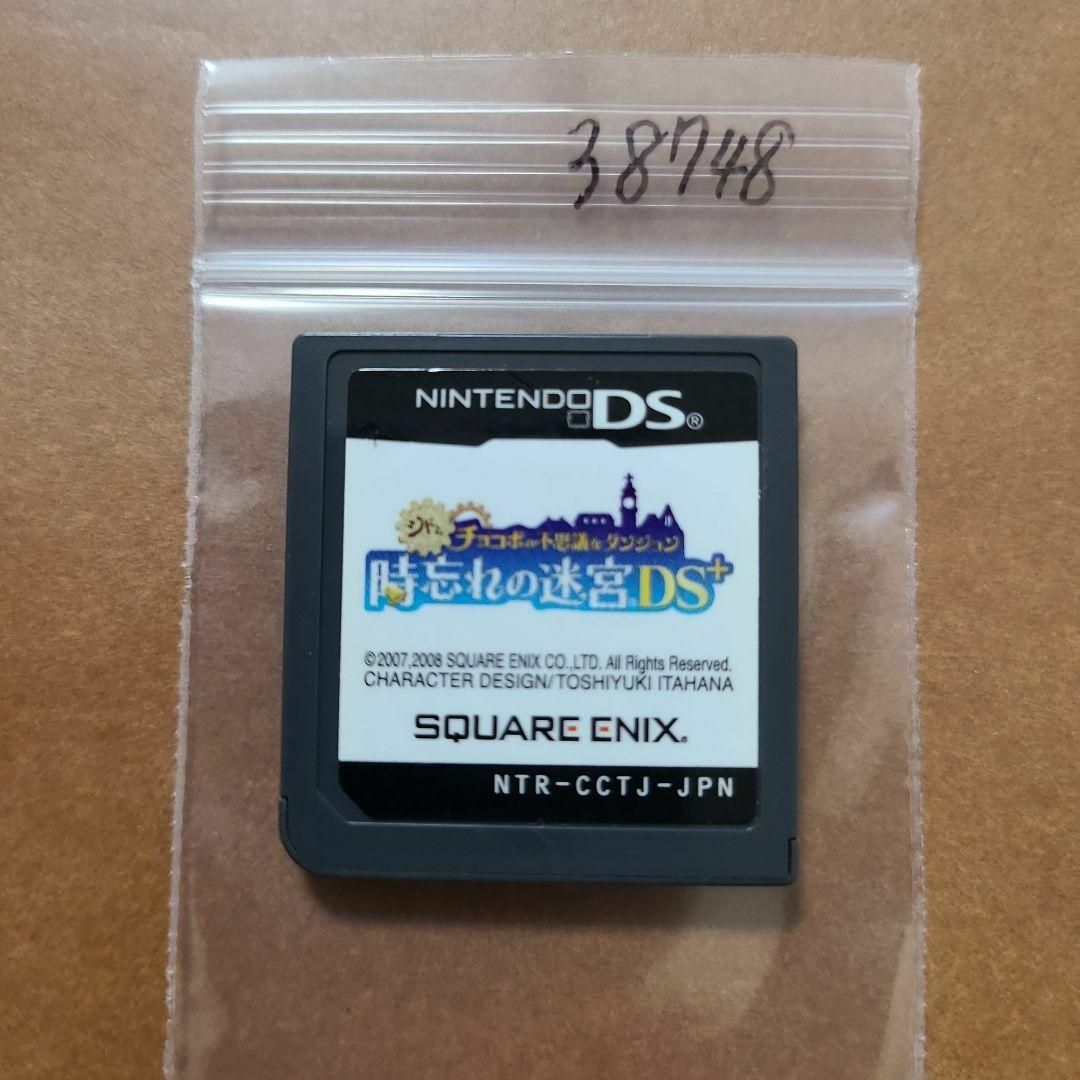 38748
NINTENDO DS®
シドと
チョコボの不思議なダンジョン
時忘れの迷宮 DS+
©2007,2008 SQUARE ENIX CO.,LTD. All Rights Reserved.
CHARACTER DESIGN/TOSHIYUKI ITAHANA
SQUARE ENIX.
NTR-CCTJ-JPN